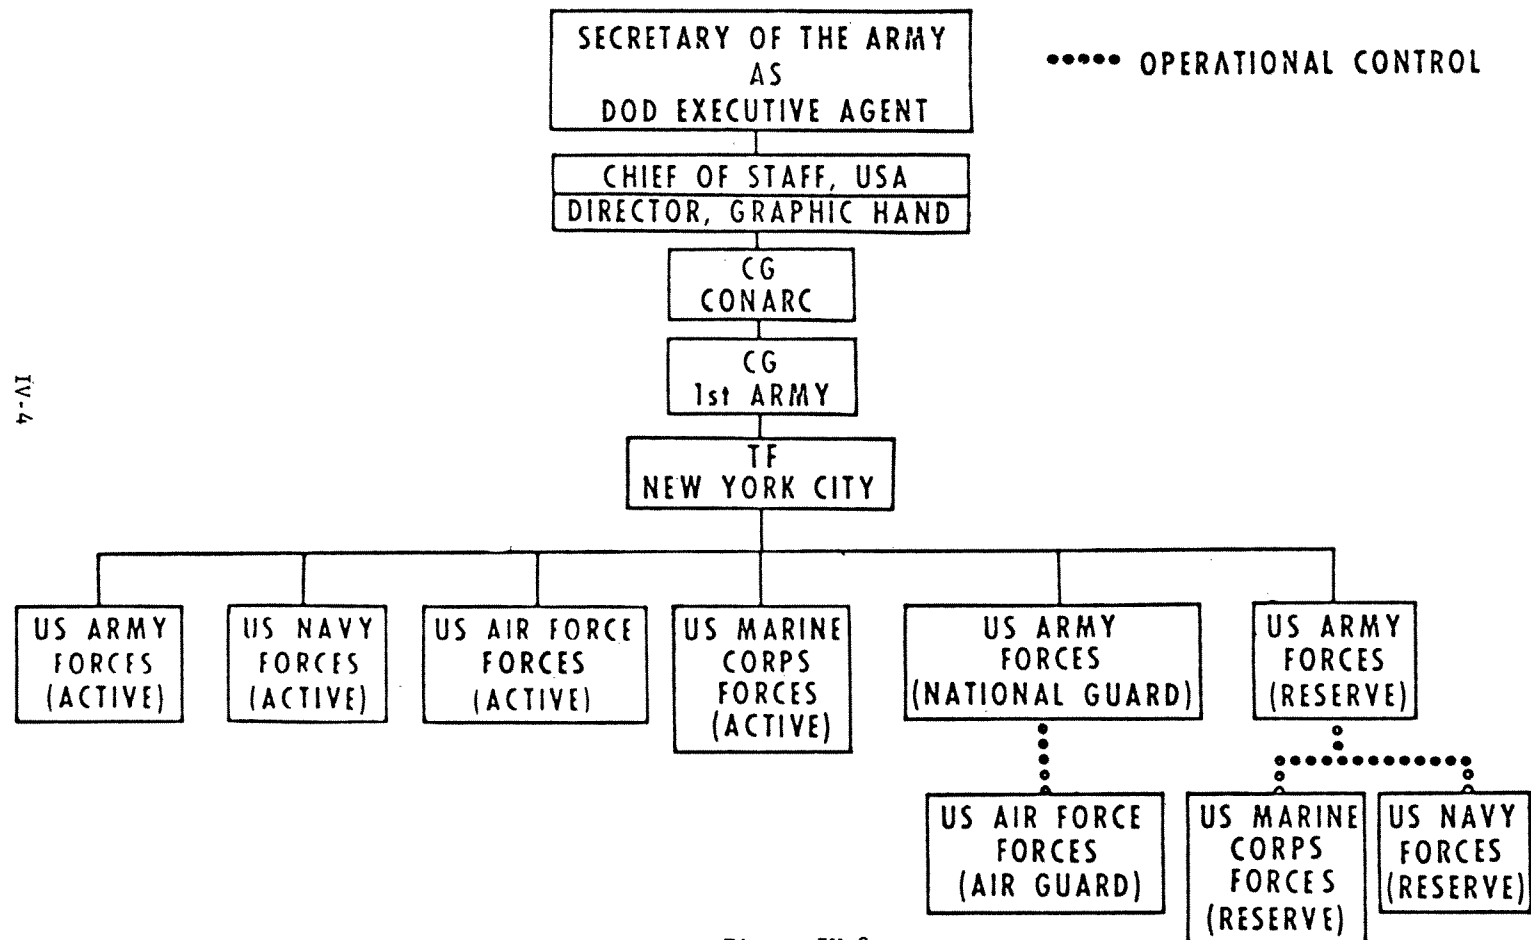 SECRETARY OF THE ARMY
AS
DOD EXECUTIVE AGENT
••••• OPERATIONAL CONTROL
CHIEF OF STAFF, USA
DIRECTOR, GRAPHIC HAND
CG
CONARC
CG
1st ARMY
TF
NEW YORK CITY
IV-4
US ARMY
FORCES
(ACTIVE)
US NAVY
FORCES
(ACTIVE)
US AIR FORCE
FORCES
(ACTIVE)
US MARINE
CORPS
FORCES
(ACTIVE)
US ARMY
FORCES
(NATIONAL GUARD)
US ARMY
FORCES
(RESERVE)
US AIR FORCE
FORCES
(AIR GUARD)
US MARINE
CORPS
FORCES
(RESERVE)
US NAVY
FORCES
(RESERVE)